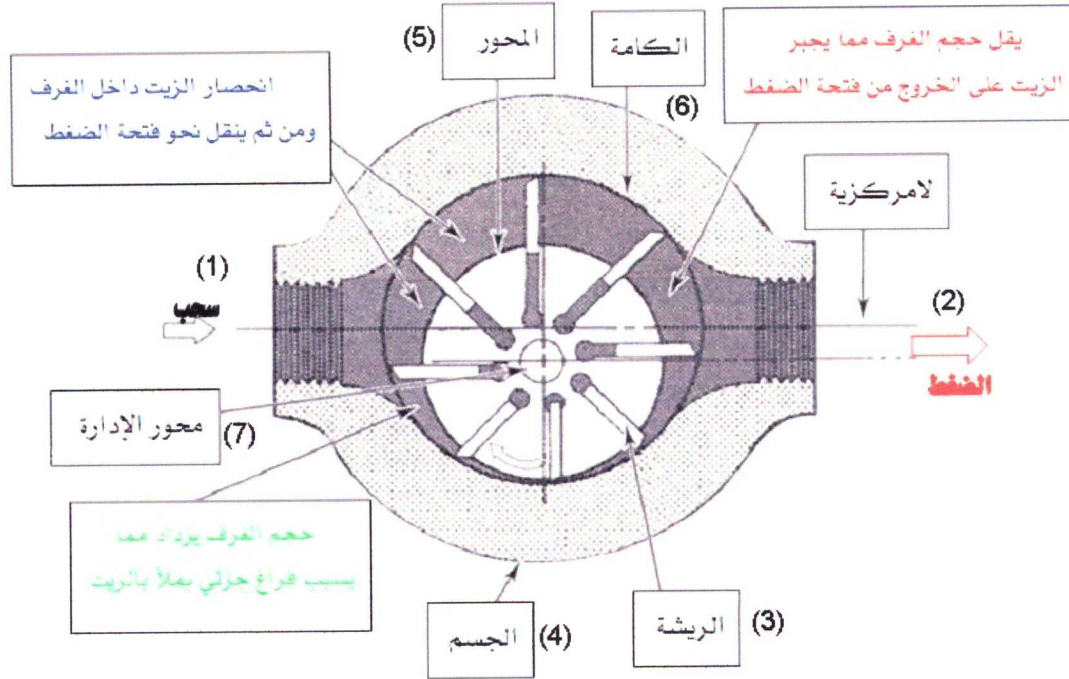 (5) المحور
الكامة
(6)
يقل حجم الغرف مما يجبر
الزيت على الخروج من فتحة الضغط
انحصار الزيت داخل الغرف
ومن ثم ينقل نحو فتحة الضغط
لامركزية
(1)
سحب
(2)
الضغط
محور الإدارة (7)
حجم الغرف يزداد مما
يسبب فراغ جزئي يملأ بالزيت
الجسم (4)
الريشة (3)